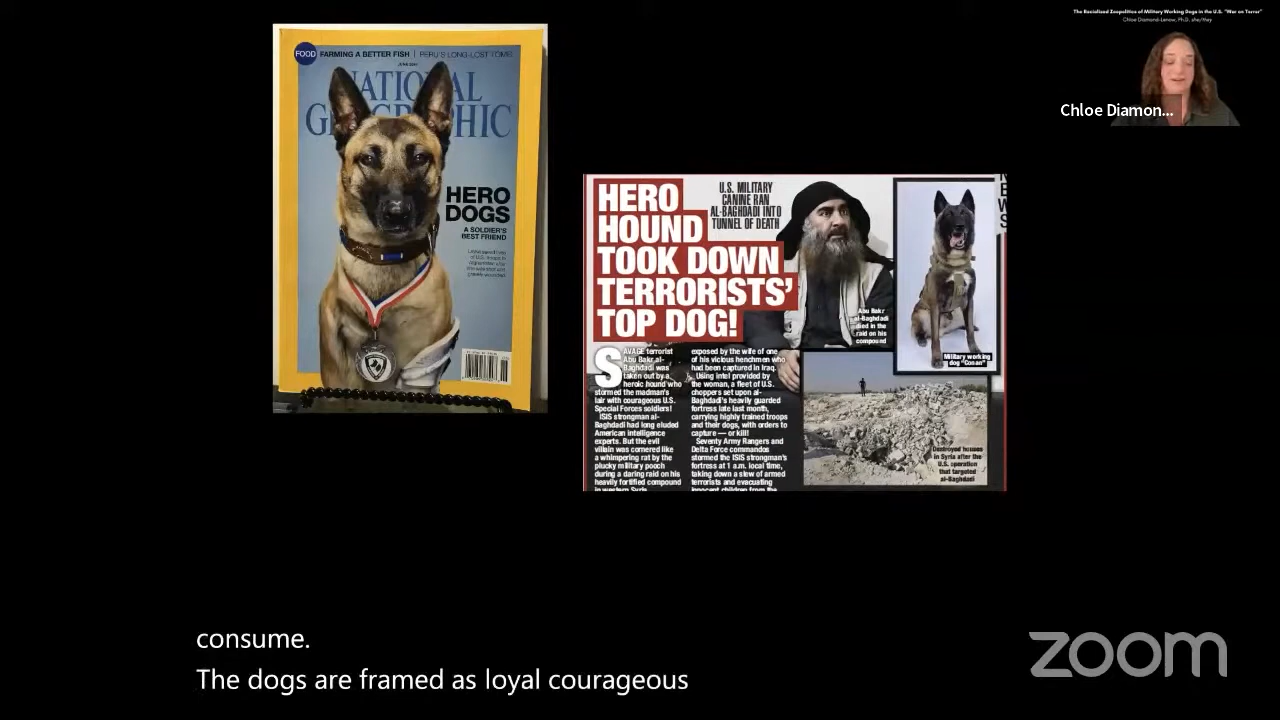 The Racialized Zoopolitics of Military Working Dogs in the U.S. "War on Terror"
Chloe Diamond-Lenow, Ph.D, she/they
Chloe Diamon...
FOOD FARMING A BETTER FISH | PERU'S LONG-LOST TOMB
JUNE 2014
NATIONAL
GEOGRAPHIC
HERO
DOGS
A SOLDIER'S
BEST FRIEND
HERO
HOUND
TOOK DOWN
TERRORISTS'
TOP DOG!
U.S. MILITARY
CANINE RAN
AL-BAGHDADI INTO
TUNNEL OF DEATH
NEWS
Abu Bakr
al-Baghdadi
died in the
raid on his
compound
Military working
dog "Conan"
SAVAGE terrorist
Abu Bakr al-
Baghdadi was
taken out by a
heroic hound who
stormed the madman's
lair with courageous U.S.
Special Forces soldiers!
ISIS strongman al-
Baghdadi had long eluded
American intelligence
experts. But the evil
villain was cornered like
a whimpering rat by the
plucky military pooch
during a daring raid on his
heavily fortified compound
in western Syria
exposed by the wife of one
of his vicious henchmen who
had been captured in Iraq.
Using intel provided by
the woman, a fleet of U.S.
choppers set upon al-
Baghdadi's heavily guarded
fortress late last month,
carrying highly trained troops
and their dogs, with orders to
capture — or kill!
Seventy Army Rangers and
Delta Force commandos
stormed the ISIS strongman's
fortress at 1 a.m. local time,
taking down a slew of armed
terrorists and evacuating
innocent children from the
Destroyed houses
in Syria after the
U.S. operation
that targeted
al-Baghdadi
consume.
The dogs are framed as loyal courageous
zoom